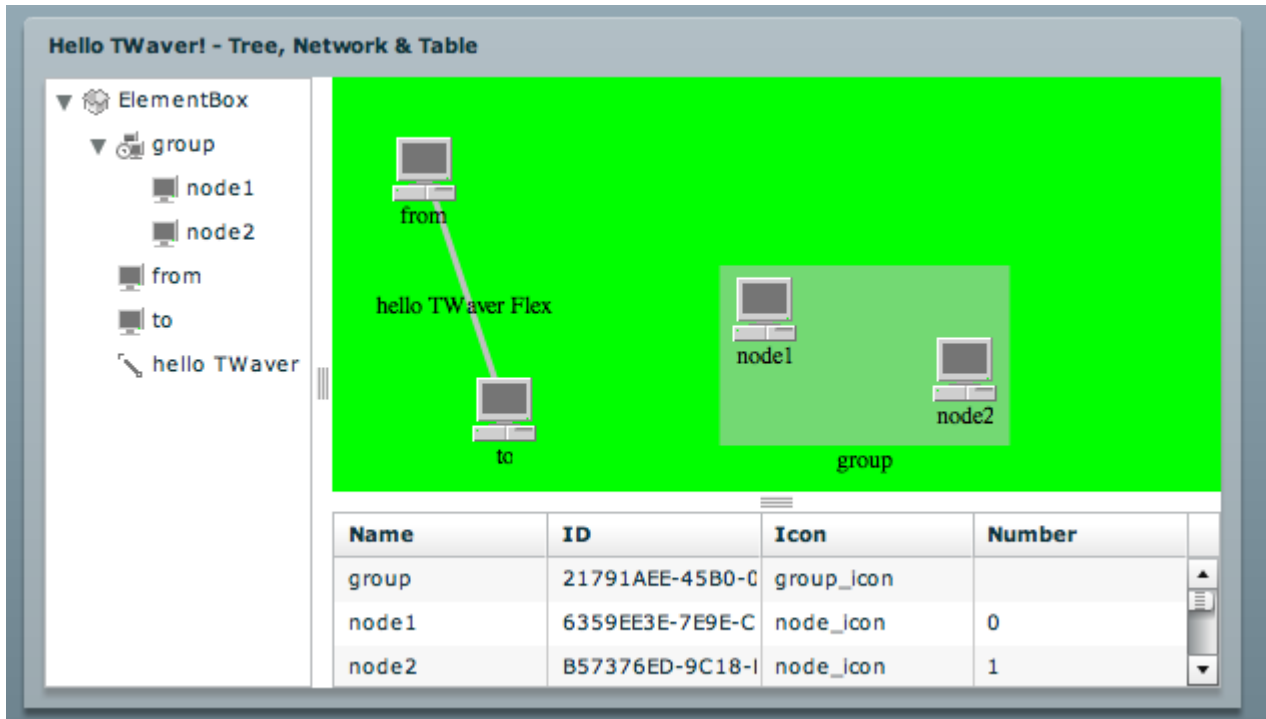 Hello TWaver! - Tree, Network & Table
ElementBox
group
node1
node2
from
to
hello TWaver
from
hello TWaver Flex
to
node1
node2
group
Name ID Icon Number
group 21791AEE-45B0-0 group_icon
node1 6359EE3E-7E9E-C node_icon 0
node2 B57376ED-9C18- node_icon 1